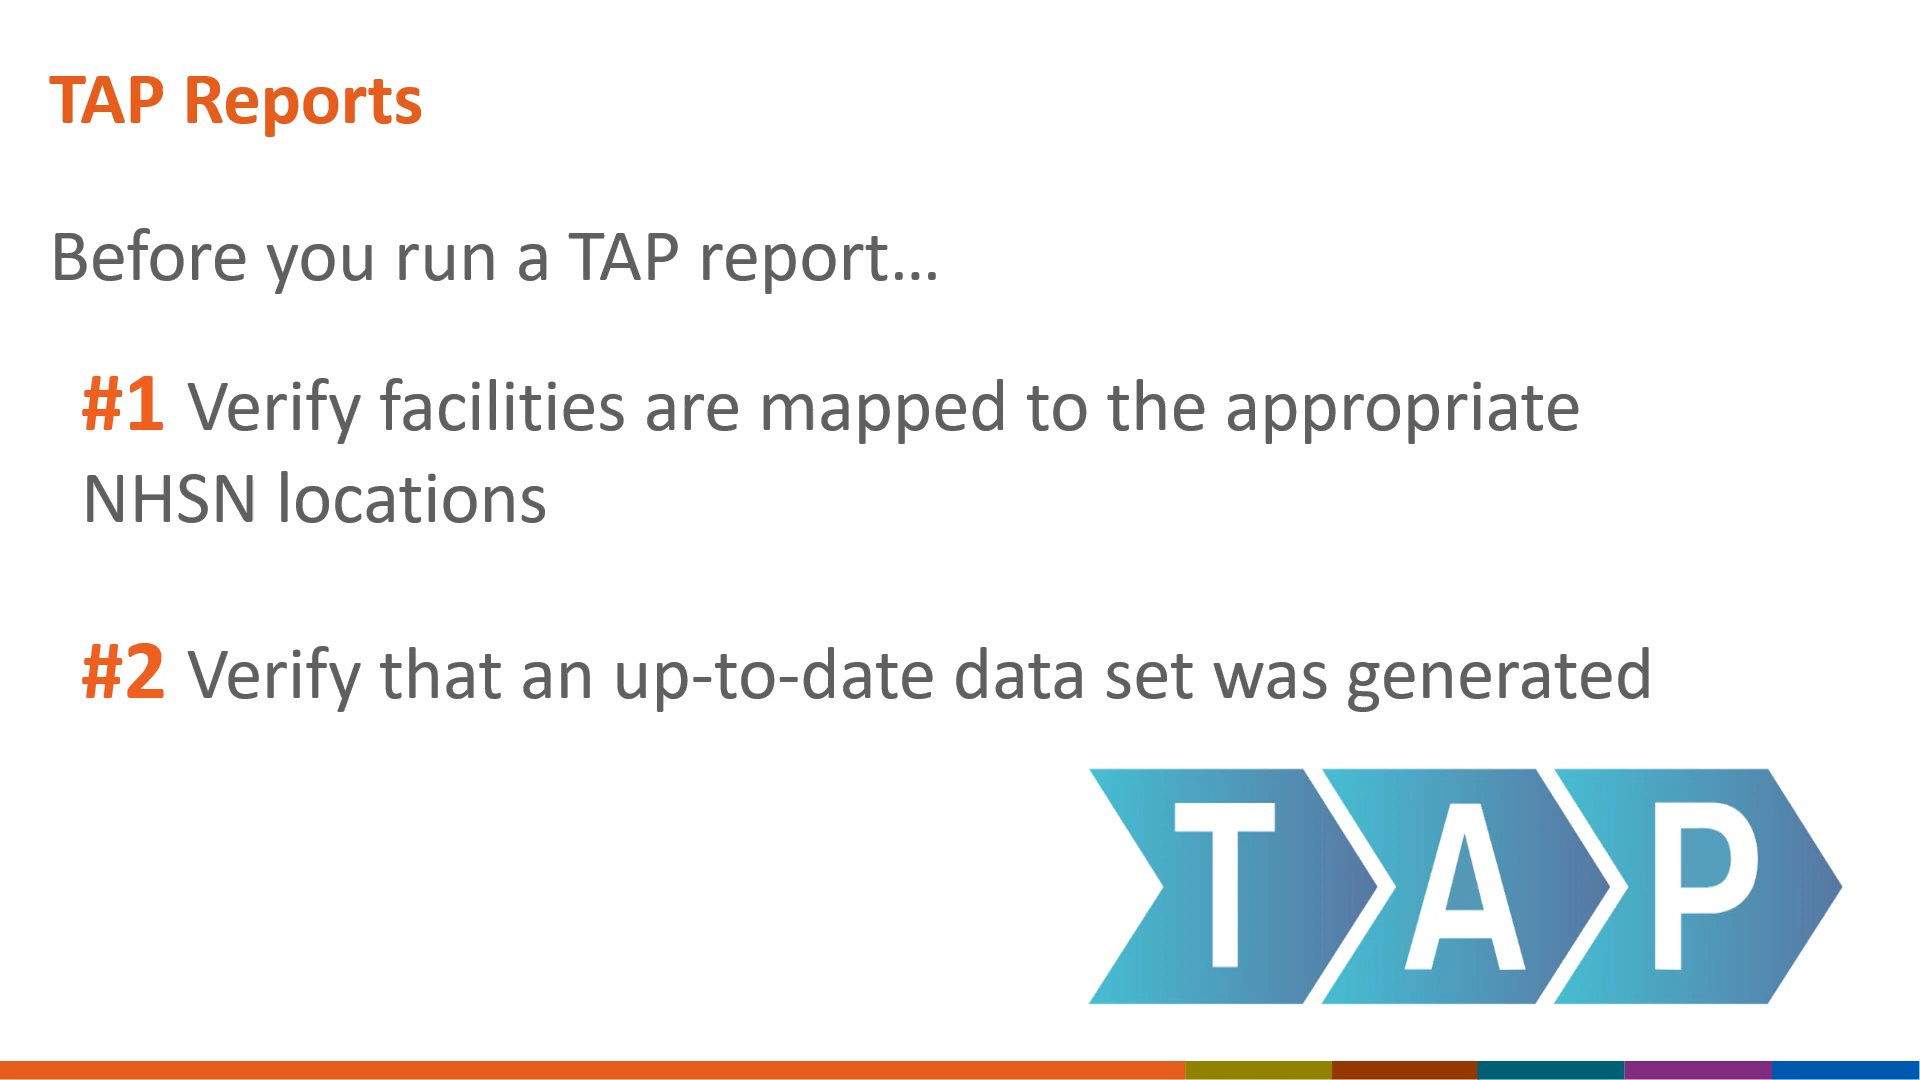 TAP Reports
Before you run a TAP report...
#1 Verify facilities are mapped to the appropriate
NHSN locations
#2 Verify that an up-to-date data set was generated
TAP